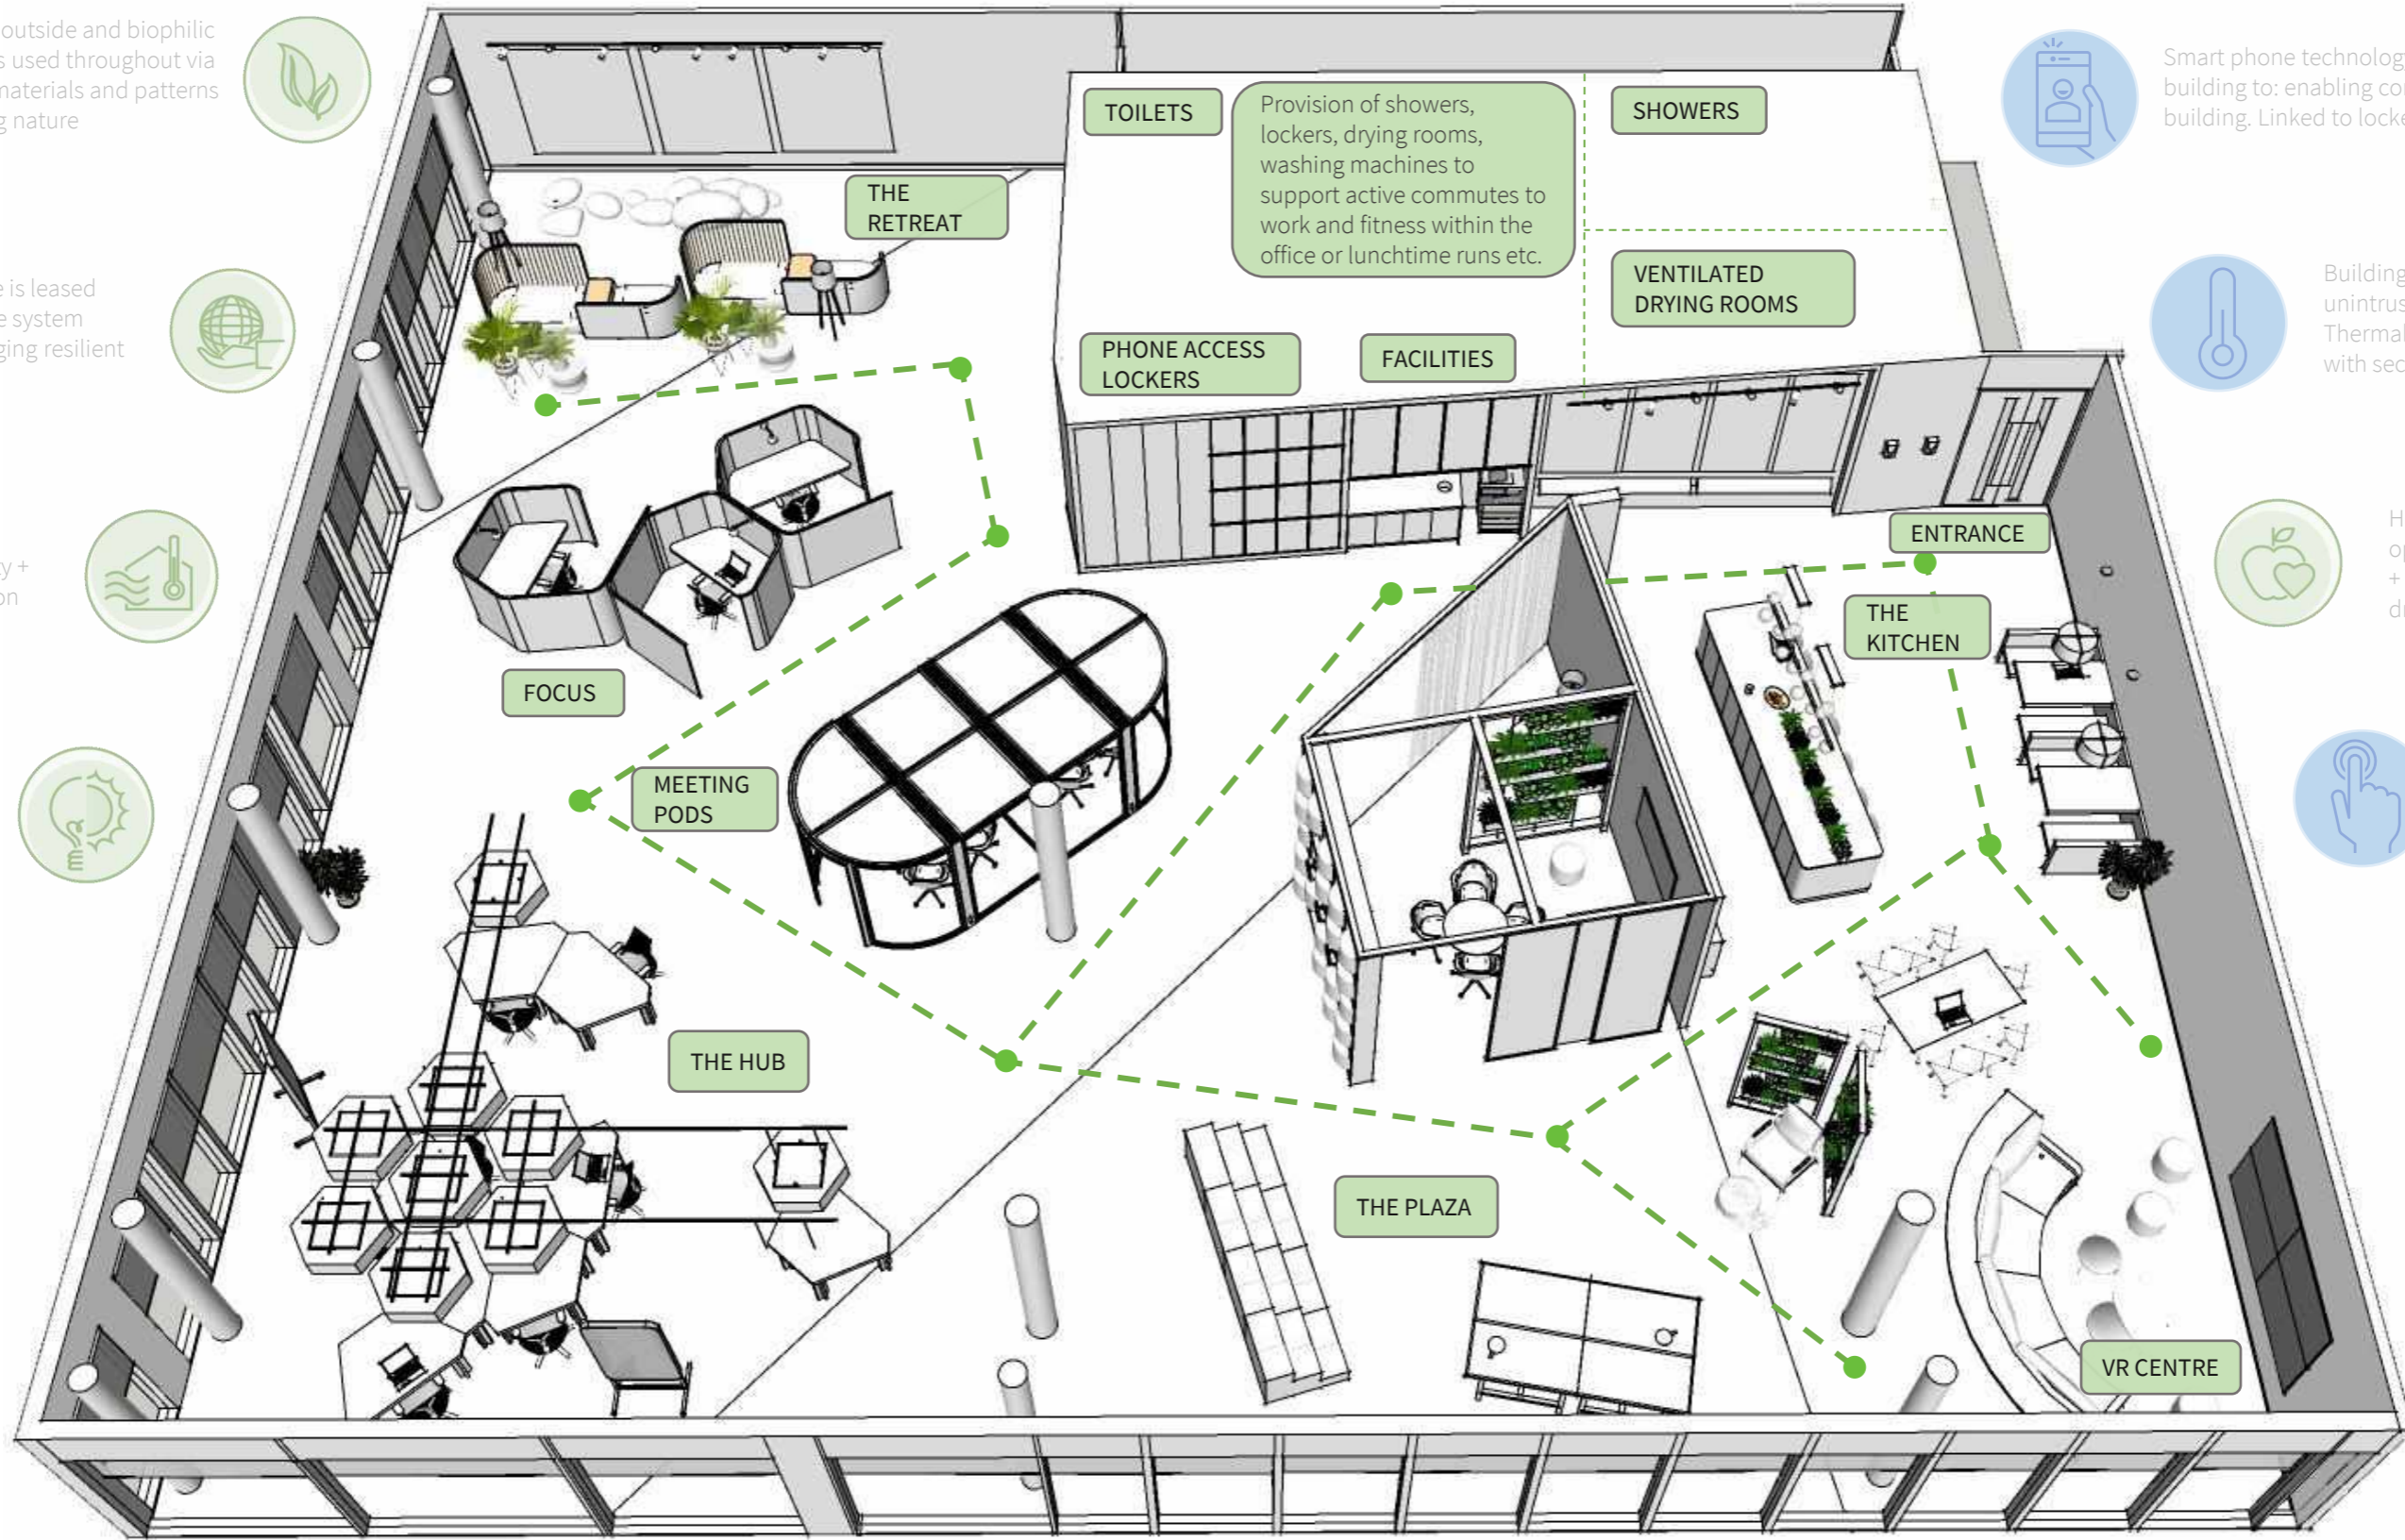 outside and biophilic
s used throughout via
materials and patterns
g nature
e is leased
e system
ging resilient
y +
on
TOILETS
Provision of showers,
lockers, drying rooms,
washing machines to
support active commutes to
work and fitness within the
office or lunchtime runs etc.
SHOWERS
THE
RETREAT
VENTILATED
DRYING ROOMS
PHONE ACCESS
LOCKERS
FACILITIES
ENTRANCE
THE
KITCHEN
FOCUS
MEETING
PODS
THE HUB
THE PLAZA
VR CENTRE
Smart phone technolog
building to: enabling co
building. Linked to locke
Building
unintrus
Thermal
with sec
H
op
+
dr